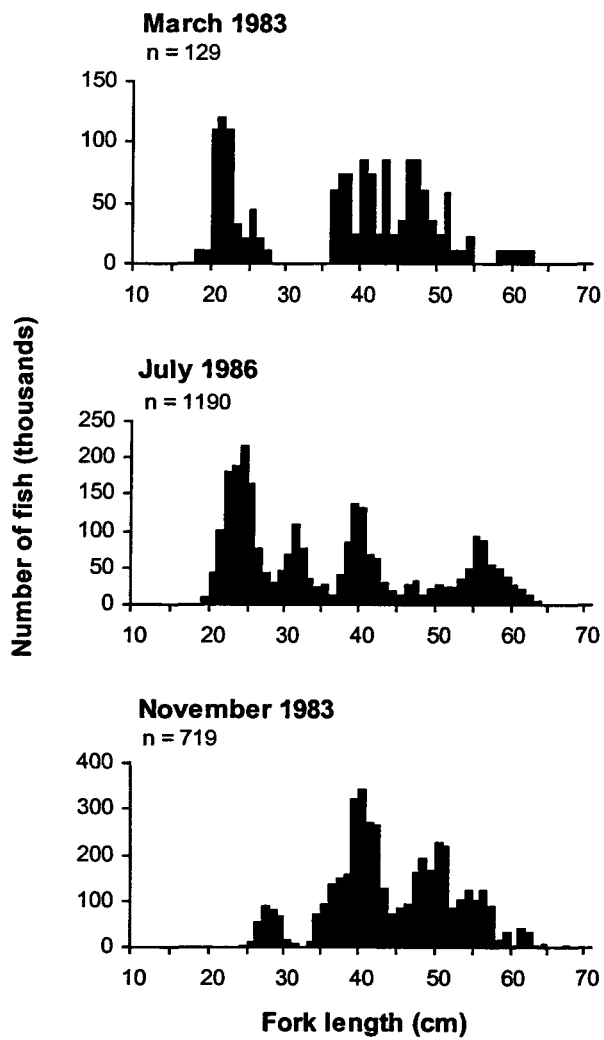 March 1983
n = 129
150
100
50
0
10 20 30 40 50 60 70
Number of fish (thousands)
July 1986
n = 1190
250
200
150
100
50
0
10 20 30 40 50 60 70
November 1983
n = 719
400
300
200
100
0
10 20 30 40 50 60 70
Fork length (cm)